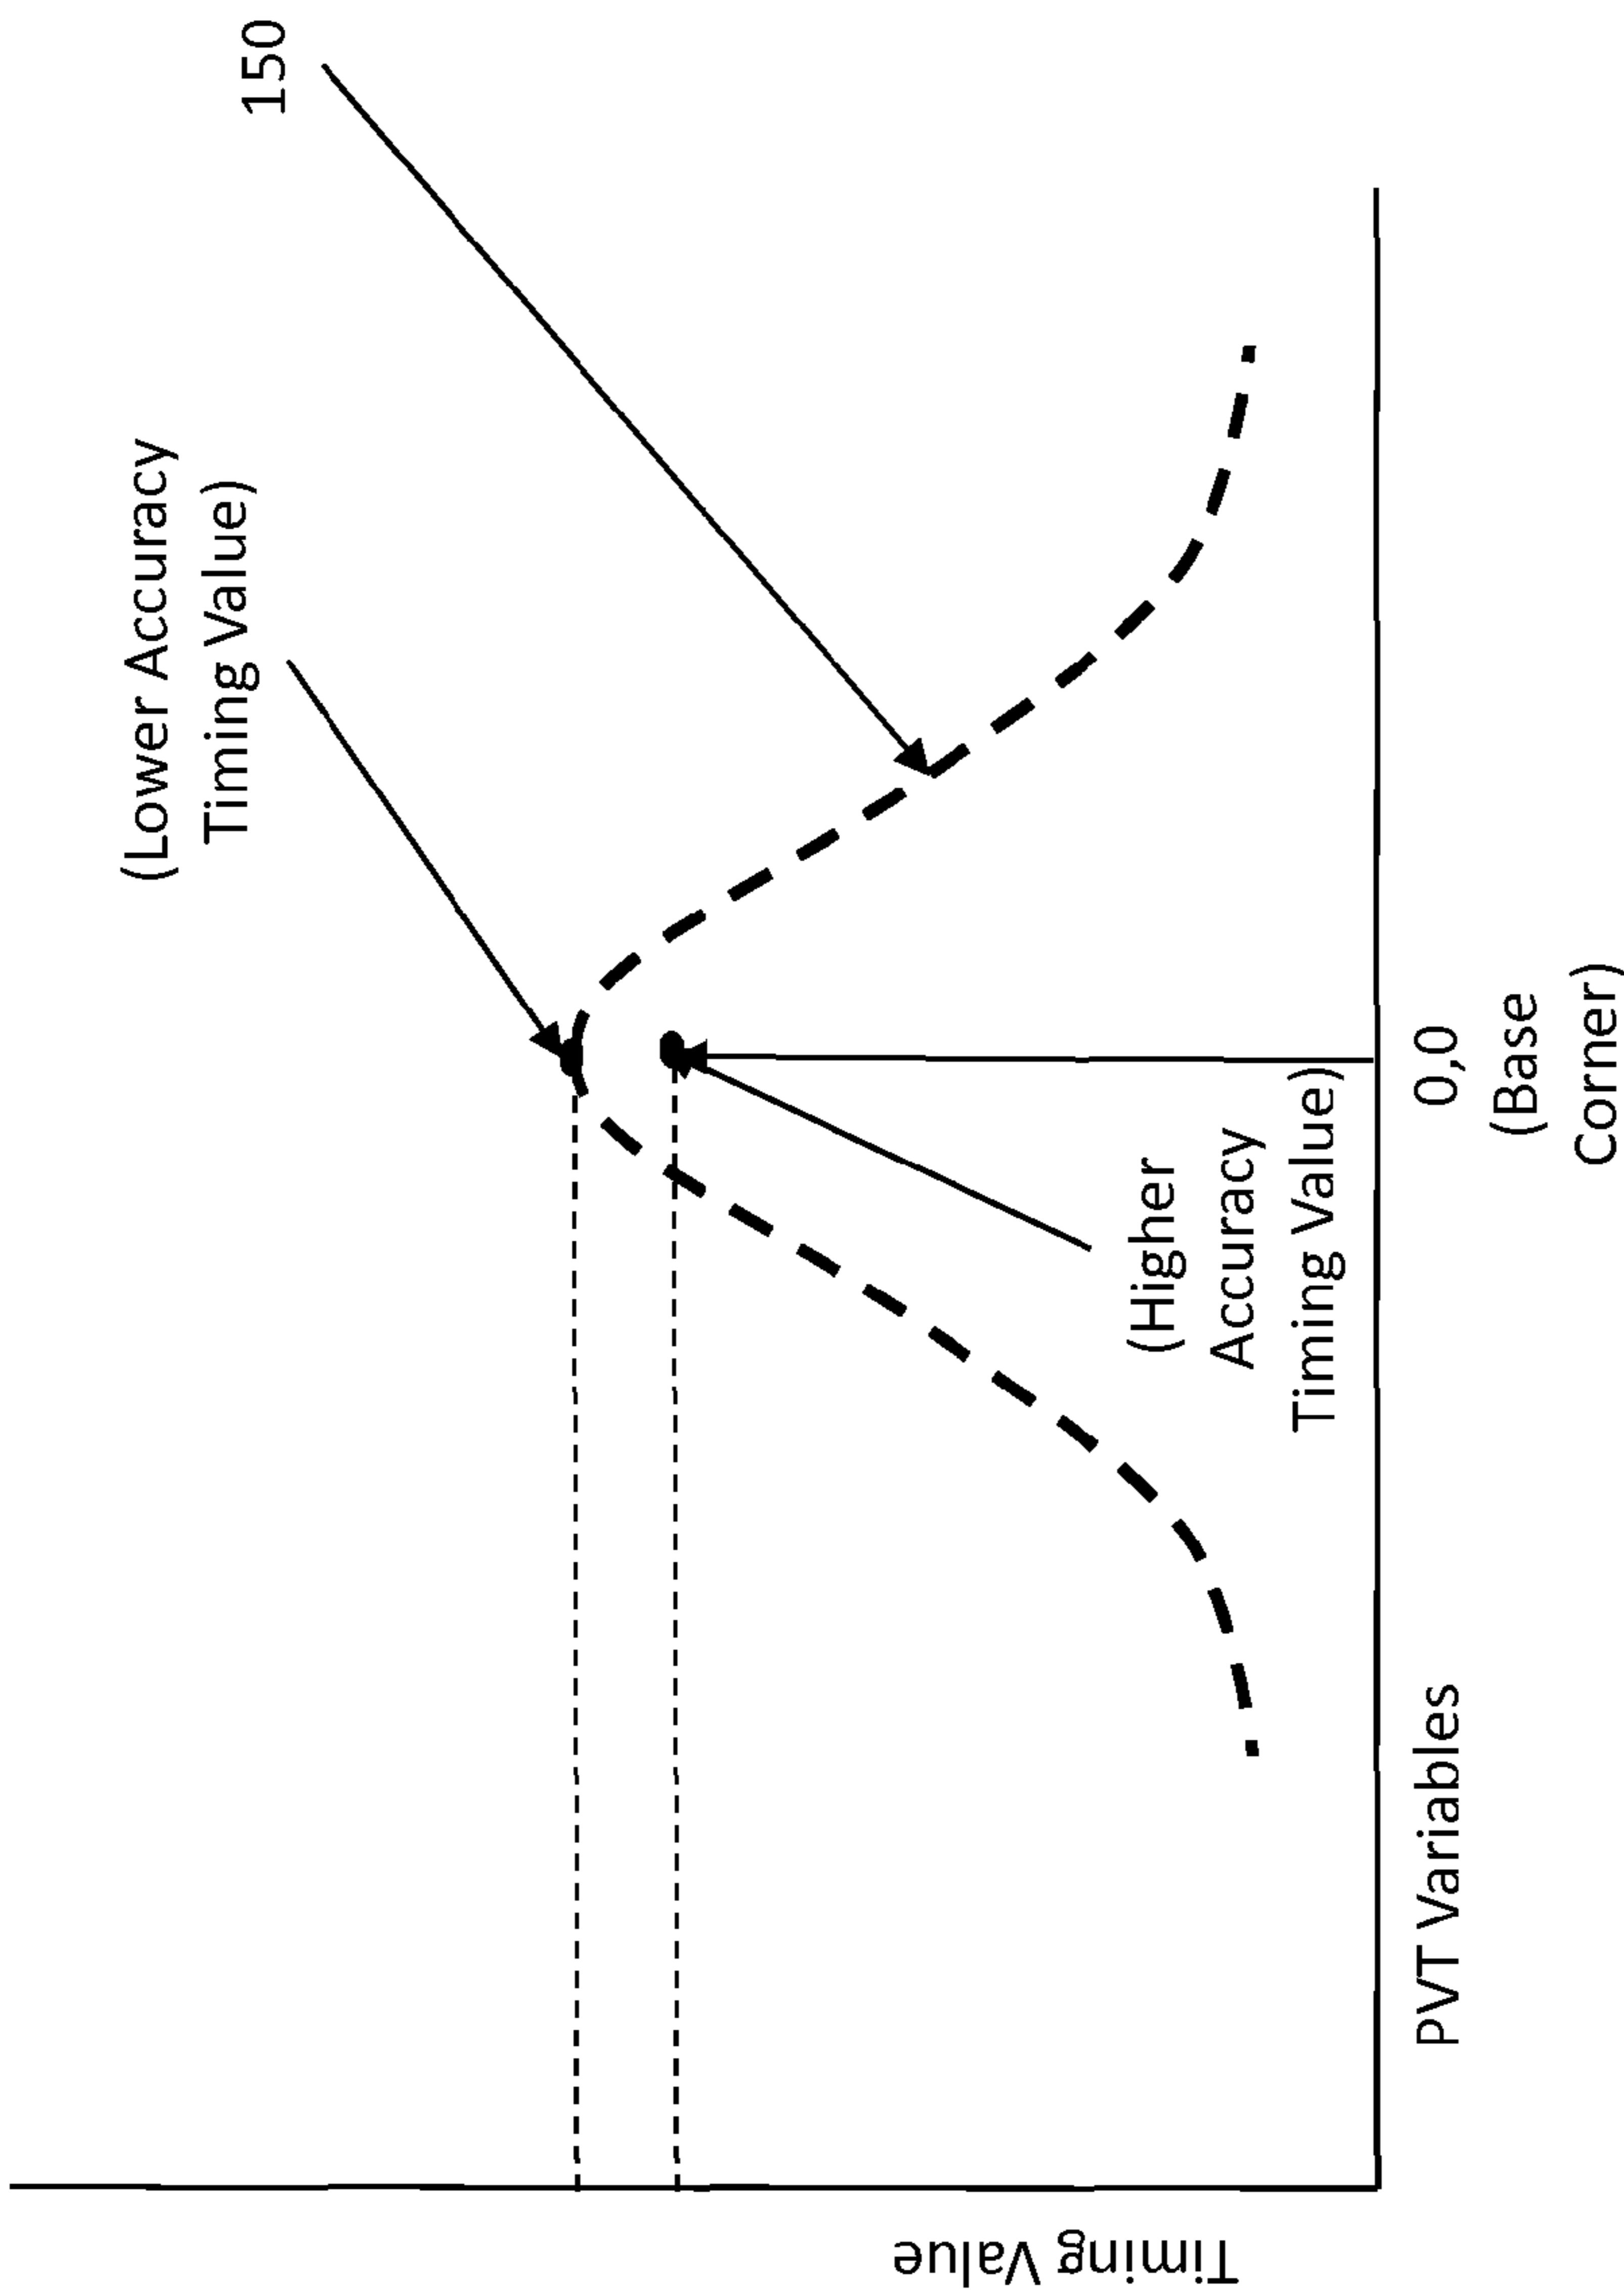 150
(Lower Accuracy
Timing Value)
(Higher
Accuracy
Timing Value)
Timing Value
PVT Variables
0,0
(Base
Corner)